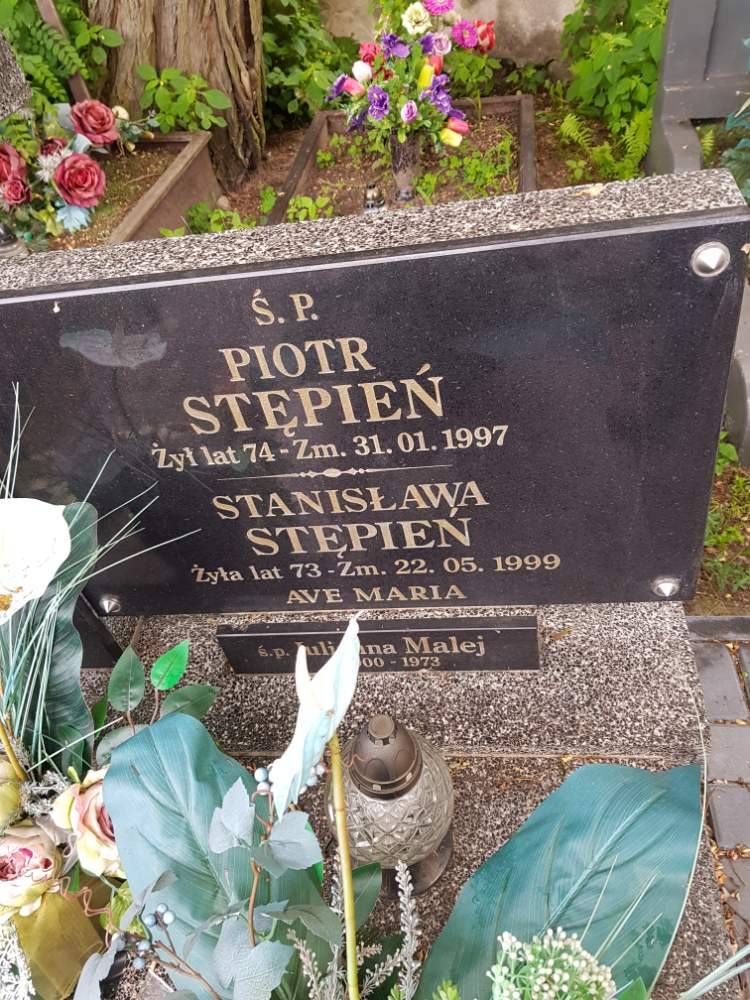 Ś. P.
PIOTR
STĘPIEŃ
Żył lat 74 - Zm. 31. 01. 1997
STANISŁAWA
STĘPIEŃ
Żyła lat 73 - Zm. 22. 05. 1999
AVE MARIA
ś.p. Malej
- 1973